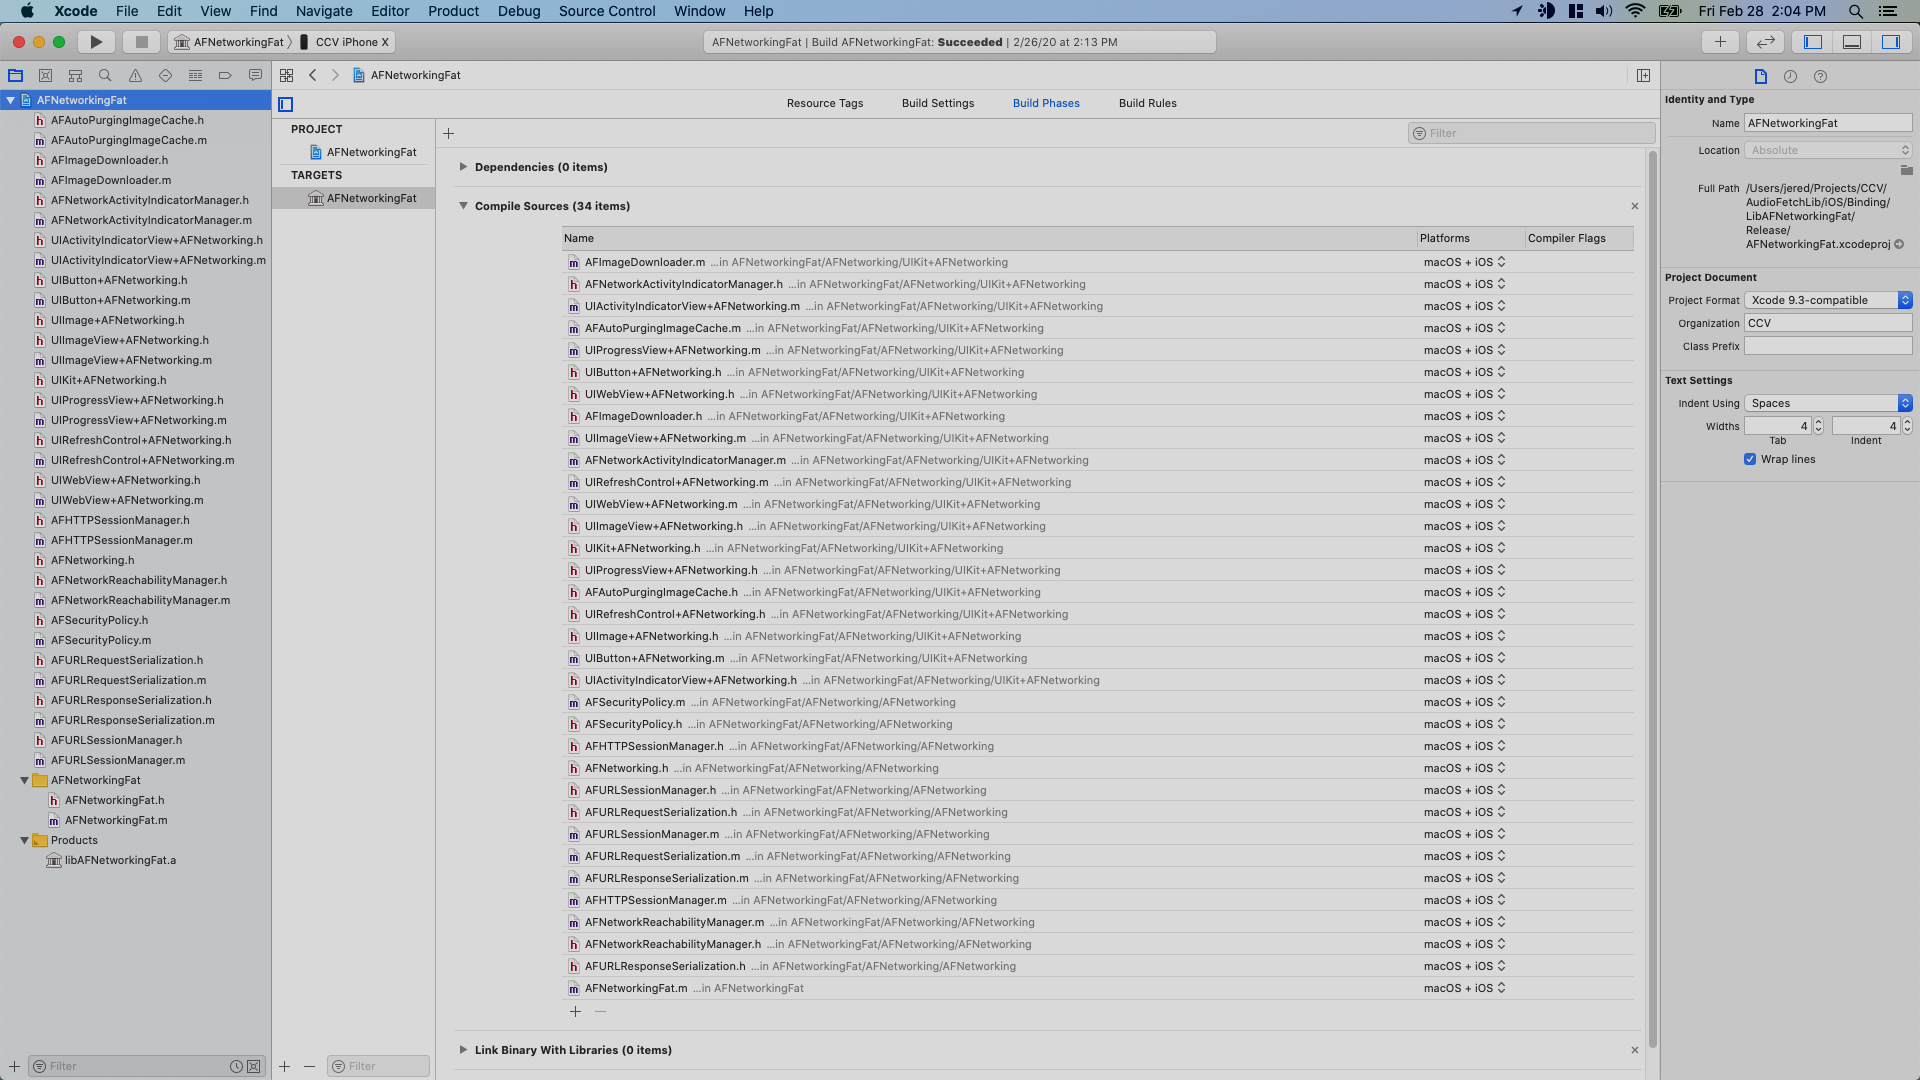 Xcode File Edit View Find Navigate Editor Product Debug Source Control Window Help Fri Feb 28 2:04 PM
AFNetworkingFat CCV iPhone X AFNetworkingFat | Build AFNetworkingFat: Succeeded | 2/26/20 at 2:13 PM
AFNetworkingFat
AFAutoPurgingImageCache.h
AFAutoPurgingImageCache.m
AFImageDownloader.h
AFImageDownloader.m
AFNetworkActivityIndicatorManager.h
AFNetworkActivityIndicatorManager.m
UIActivityIndicatorView+AFNetworking.h
UIActivityIndicatorView+AFNetworking.m
UIButton+AFNetworking.h
UIButton+AFNetworking.m
UIImage+AFNetworking.h
UIImageView+AFNetworking.h
UIImageView+AFNetworking.m
UIKit+AFNetworking.h
UIProgressView+AFNetworking.h
UIProgressView+AFNetworking.m
UIRefreshControl+AFNetworking.h
UIRefreshControl+AFNetworking.m
UIWebView+AFNetworking.h
UIWebView+AFNetworking.m
AFHTTPSessionManager.h
AFHTTPSessionManager.m
AFNetworking.h
AFNetworkReachabilityManager.h
AFNetworkReachabilityManager.m
AFSecurityPolicy.h
AFSecurityPolicy.m
AFURLRequestSerialization.h
AFURLRequestSerialization.m
AFURLResponseSerialization.h
AFURLResponseSerialization.m
AFURLSessionManager.h
AFURLSessionManager.m
AFNetworkingFat
AFNetworkingFat.h
AFNetworkingFat.m
Products
libAFNetworkingFat.a
Filter
AFNetworkingFat
Resource Tags Build Settings Build Phases Build Rules
PROJECT
AFNetworkingFat
TARGETS
AFNetworkingFat
Filter
Filter
Dependencies (0 items)
Compile Sources (34 items)
Name Platforms Compiler Flags
AFImageDownloader.m ...in AFNetworkingFat/AFNetworking/UIKit+AFNetworking macOS + iOS
AFNetworkActivityIndicatorManager.h ...in AFNetworkingFat/AFNetworking/UIKit+AFNetworking macOS + iOS
UIActivityIndicatorView+AFNetworking.m ...in AFNetworkingFat/AFNetworking/UIKit+AFNetworking macOS + iOS
AFAutoPurgingImageCache.m ...in AFNetworkingFat/AFNetworking/UIKit+AFNetworking macOS + iOS
UIProgressView+AFNetworking.m ...in AFNetworkingFat/AFNetworking/UIKit+AFNetworking macOS + iOS
UIButton+AFNetworking.h ...in AFNetworkingFat/AFNetworking/UIKit+AFNetworking macOS + iOS
UIWebView+AFNetworking.h ...in AFNetworkingFat/AFNetworking/UIKit+AFNetworking macOS + iOS
AFImageDownloader.h ...in AFNetworkingFat/AFNetworking/UIKit+AFNetworking macOS + iOS
UIImageView+AFNetworking.m ...in AFNetworkingFat/AFNetworking/UIKit+AFNetworking macOS + iOS
AFNetworkActivityIndicatorManager.m ...in AFNetworkingFat/AFNetworking/UIKit+AFNetworking macOS + iOS
UIRefreshControl+AFNetworking.m ...in AFNetworkingFat/AFNetworking/UIKit+AFNetworking macOS + iOS
UIWebView+AFNetworking.m ...in AFNetworkingFat/AFNetworking/UIKit+AFNetworking macOS + iOS
UIImageView+AFNetworking.h ...in AFNetworkingFat/AFNetworking/UIKit+AFNetworking macOS + iOS
UIKit+AFNetworking.h ...in AFNetworkingFat/AFNetworking/UIKit+AFNetworking macOS + iOS
UIProgressView+AFNetworking.h ...in AFNetworkingFat/AFNetworking/UIKit+AFNetworking macOS + iOS
AFAutoPurgingImageCache.h ...in AFNetworkingFat/AFNetworking/UIKit+AFNetworking macOS + iOS
UIRefreshControl+AFNetworking.h ...in AFNetworkingFat/AFNetworking/UIKit+AFNetworking macOS + iOS
UIImage+AFNetworking.h ...in AFNetworkingFat/AFNetworking/UIKit+AFNetworking macOS + iOS
UIButton+AFNetworking.m ...in AFNetworkingFat/AFNetworking/UIKit+AFNetworking macOS + iOS
UIActivityIndicatorView+AFNetworking.h ...in AFNetworkingFat/AFNetworking/UIKit+AFNetworking macOS + iOS
AFSecurityPolicy.m ...in AFNetworkingFat/AFNetworking/AFNetworking macOS + iOS
AFSecurityPolicy.h ...in AFNetworkingFat/AFNetworking/AFNetworking macOS + iOS
AFHTTPSessionManager.h ...in AFNetworkingFat/AFNetworking/AFNetworking macOS + iOS
AFNetworking.h ...in AFNetworkingFat/AFNetworking/AFNetworking macOS + iOS
AFURLSessionManager.h ...in AFNetworkingFat/AFNetworking/AFNetworking macOS + iOS
AFURLRequestSerialization.h ...in AFNetworkingFat/AFNetworking/AFNetworking macOS + iOS
AFURLSessionManager.m ...in AFNetworkingFat/AFNetworking/AFNetworking macOS + iOS
AFURLRequestSerialization.m ...in AFNetworkingFat/AFNetworking/AFNetworking macOS + iOS
AFURLResponseSerialization.m ...in AFNetworkingFat/AFNetworking/AFNetworking macOS + iOS
AFHTTPSessionManager.m ...in AFNetworkingFat/AFNetworking/AFNetworking macOS + iOS
AFNetworkReachabilityManager.m ...in AFNetworkingFat/AFNetworking/AFNetworking macOS + iOS
AFNetworkReachabilityManager.h ...in AFNetworkingFat/AFNetworking/AFNetworking macOS + iOS
AFURLResponseSerialization.h ...in AFNetworkingFat/AFNetworking/AFNetworking macOS + iOS
AFNetworkingFat.m ...in AFNetworkingFat macOS + iOS
Link Binary With Libraries (0 items)
Identity and Type
Name AFNetworkingFat
Location Absolute
Full Path /Users/jered/Projects/CCV/
AudioFetchLib/iOS/Binding/
LibAFNetworkingFat/
Release/
AFNetworkingFat.xcodeproj
Project Document
Project Format Xcode 9.3-compatible
Organization CCV
Class Prefix
Text Settings
Indent Using Spaces
Widths 4 4
Tab Indent
Wrap lines